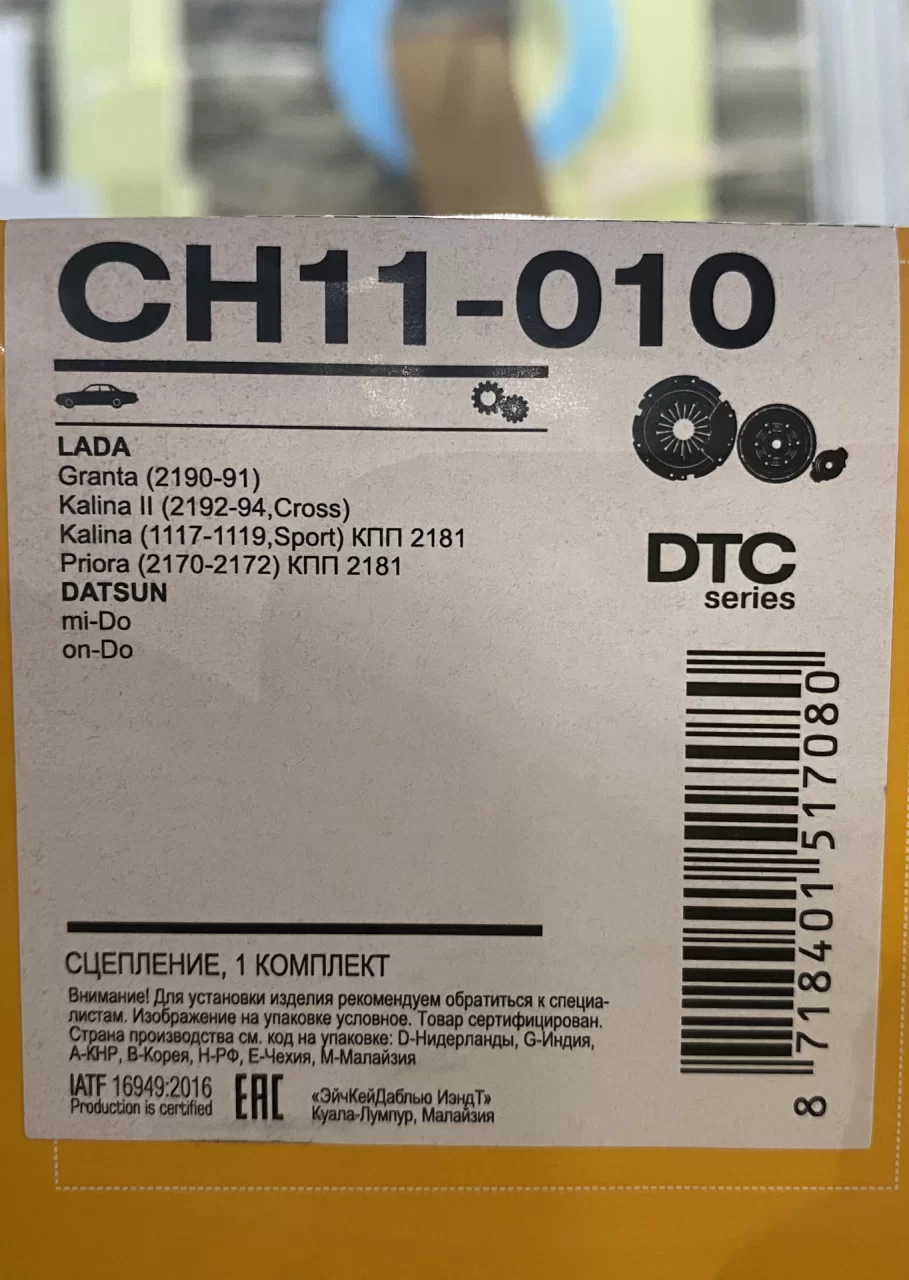 CH11-010
LADA
Granta (2190-91)
Kalina II (2192-94,Cross)
Kalina (1117-1119,Sport) КПП 2181
Priora (2170-2172) КПП 2181
DATSUN
mi-Do
on-Do
DTC
series
8 718401 517080
СЦЕПЛЕНИЕ, 1 КОМПЛЕКТ
Внимание! Для установки изделия рекомендуем обратиться к специа-
листам. Изображение на упаковке условное. Товар сертифицирован.
Страна производства см. код на упаковке: D-Нидерланды, G-Индия,
A-КНР, B-Корея, H-РФ, E-Чехия, M-Малайзия
IATF 16949:2016
Production is certified
EAC
«ЭйчКейДаблью ИэндТ»
Куала-Лумпур, Малайзия